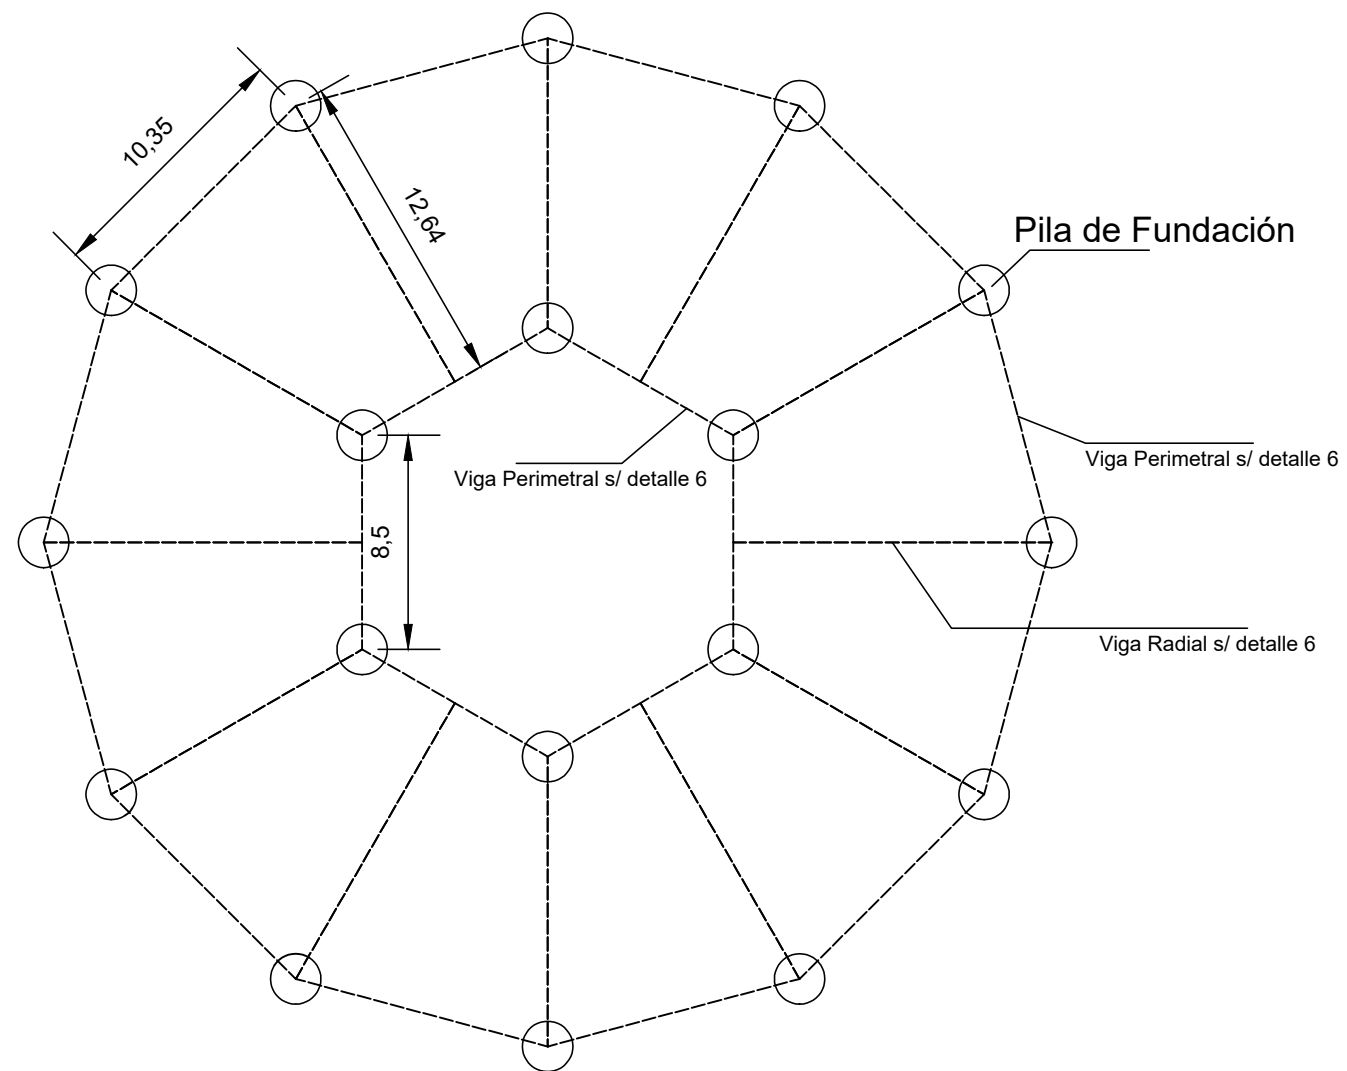 10,35
12,64
Pila de Fundación
Viga Perimetral s/ detalle 6
Viga Perimetral s/ detalle 6
8,5
Viga Radial s/ detalle 6